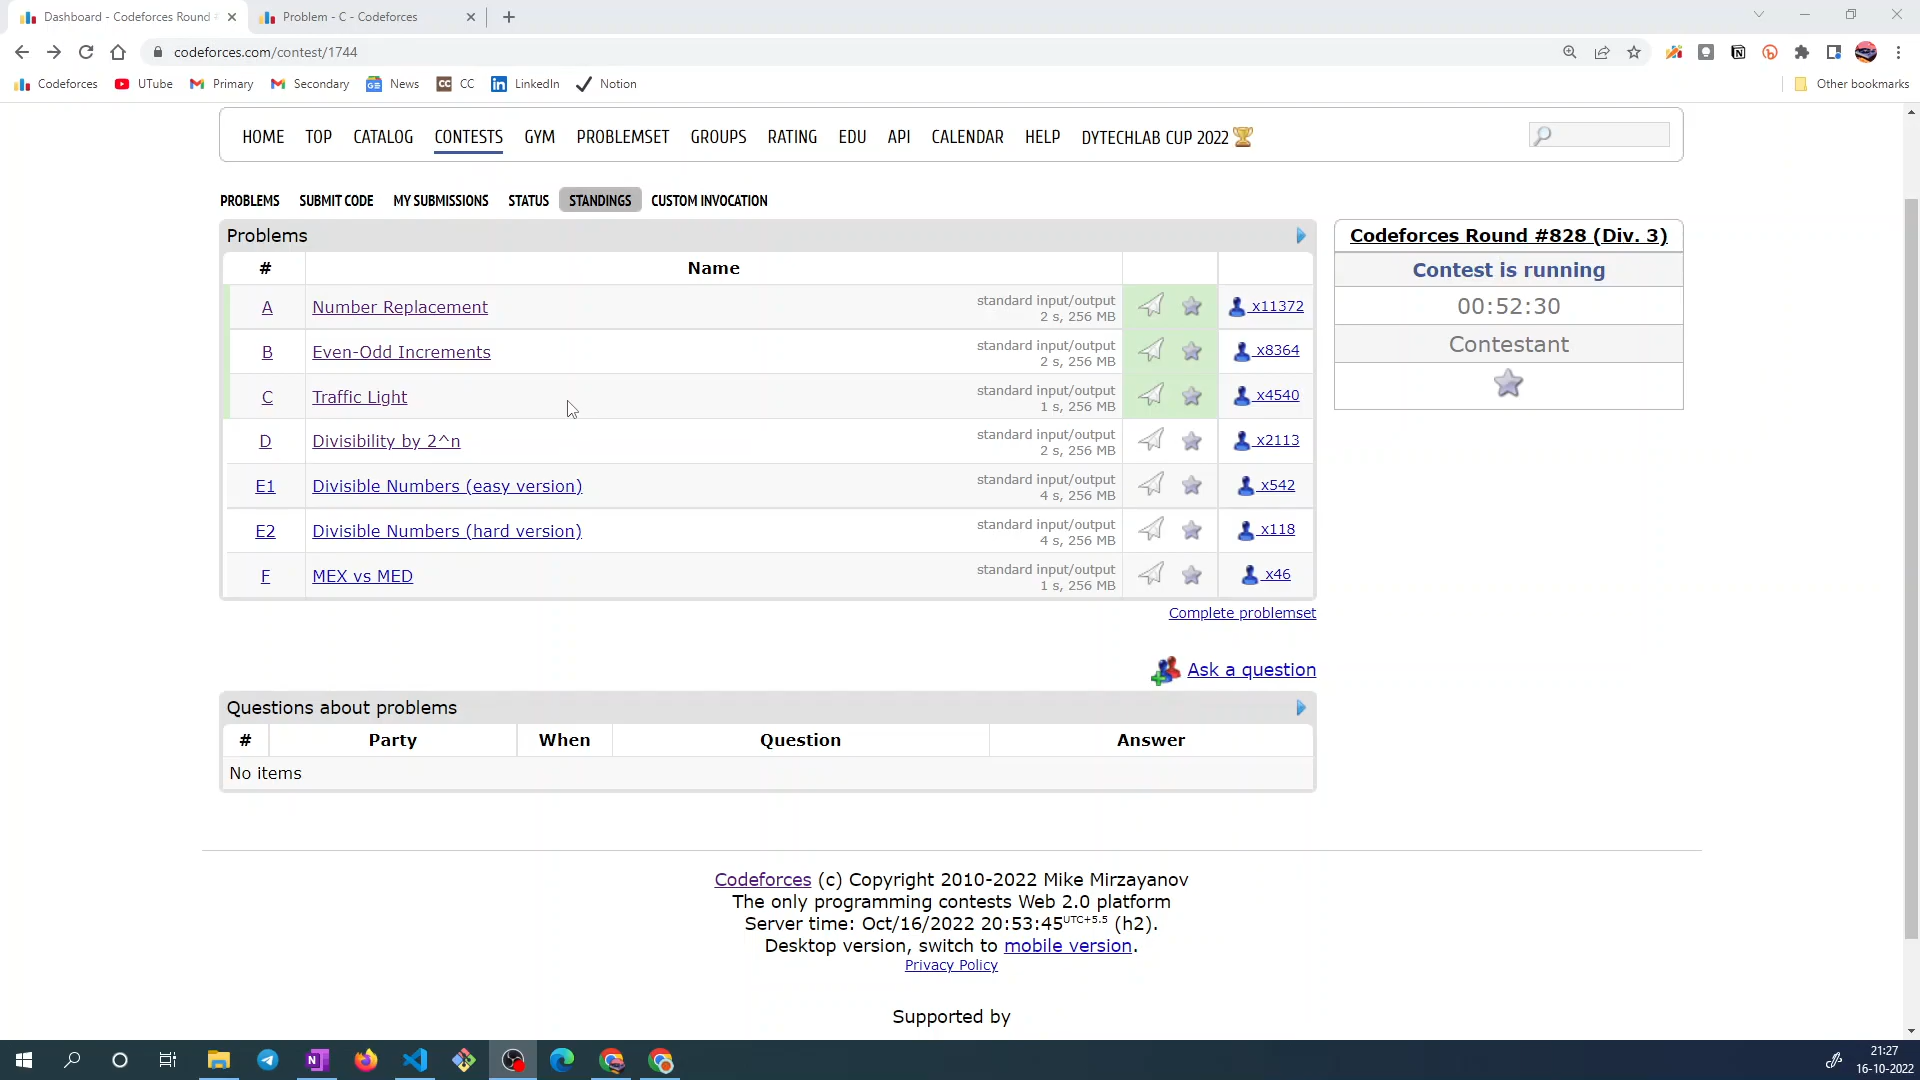 Dashboard - Codeforces Round
Problem - C - Codeforces
codeforces.com/contest/1744
Codeforces
UTube
Primary
Secondary
News
CC
LinkedIn
Notion
Other bookmarks
HOME TOP CATALOG CONTESTS GYM PROBLEMSET GROUPS RATING EDU API CALENDAR HELP DYTECHLAB CUP 2022
PROBLEMS SUBMIT CODE MY SUBMISSIONS STATUS STANDINGS CUSTOM INVOCATION
Problems
# Name
A Number Replacement standard input/output x11372
2 s, 256 MB
B Even-Odd Increments standard input/output x8364
2 s, 256 MB
C Traffic Light standard input/output x4540
1 s, 256 MB
D Divisibility by 2^n standard input/output x2113
2 s, 256 MB
E1 Divisible Numbers (easy version) standard input/output x542
4 s, 256 MB
E2 Divisible Numbers (hard version) standard input/output x118
4 s, 256 MB
F MEX vs MED standard input/output x46
1 s, 256 MB
Complete problemset
Codeforces Round #828 (Div. 3)
Contest is running
00:52:30
Contestant
Ask a question
Questions about problems
# Party When Question Answer
No items
Codeforces (c) Copyright 2010-2022 Mike Mirzayanov
The only programming contests Web 2.0 platform
Server time: Oct/16/2022 20:53:45 UTC+5.5 (h2).
Desktop version, switch to mobile version.
Privacy Policy
Supported by
21:27
16-10-2022